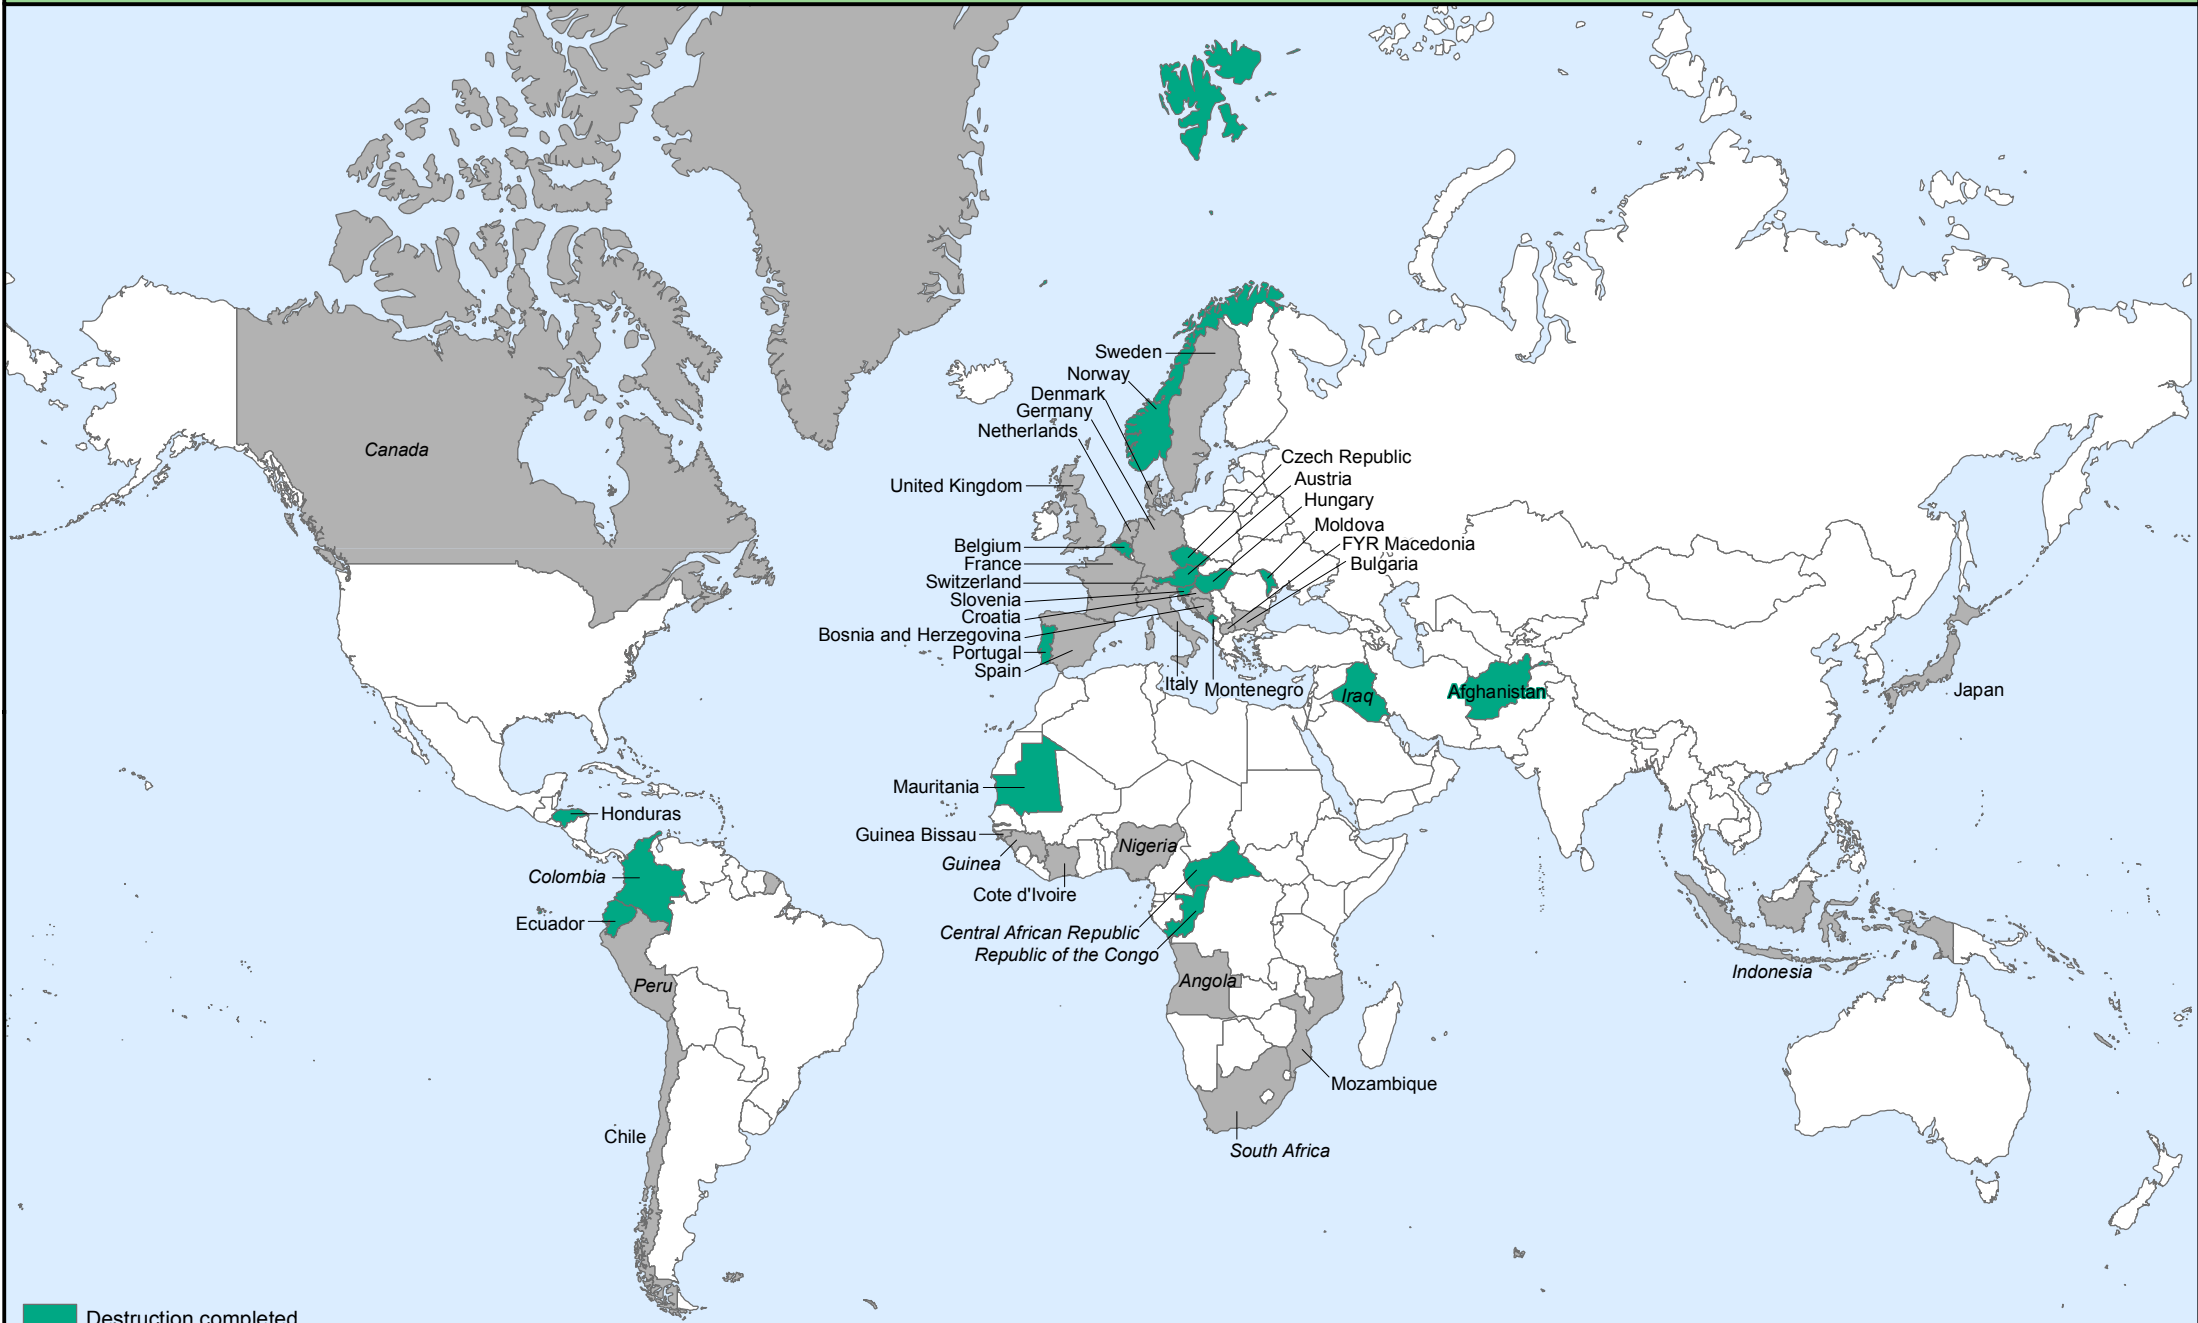 Sweden
Norway
Denmark
Germany
Netherlands
Canada
Czech Republic
Austria
United Kingdom
Hungary
Moldova
FYR Macedonia
Belgium
France
Bulgaria
Switzerland
Slovenia
Croatia
Bosnia and Herzegovina
Portugal
Spain
Italy
Montenegro
Iraq
Afghanistan
Japan
Mauritania
Honduras
Guinea Bissau
Nigeria
Guinea
Colombia
Cote d'Ivoire
Ecuador
Central African Republic
Republic of the Congo
Indonesia
Angola
Peru
Mozambique
Chile
South Africa
Destruction completed